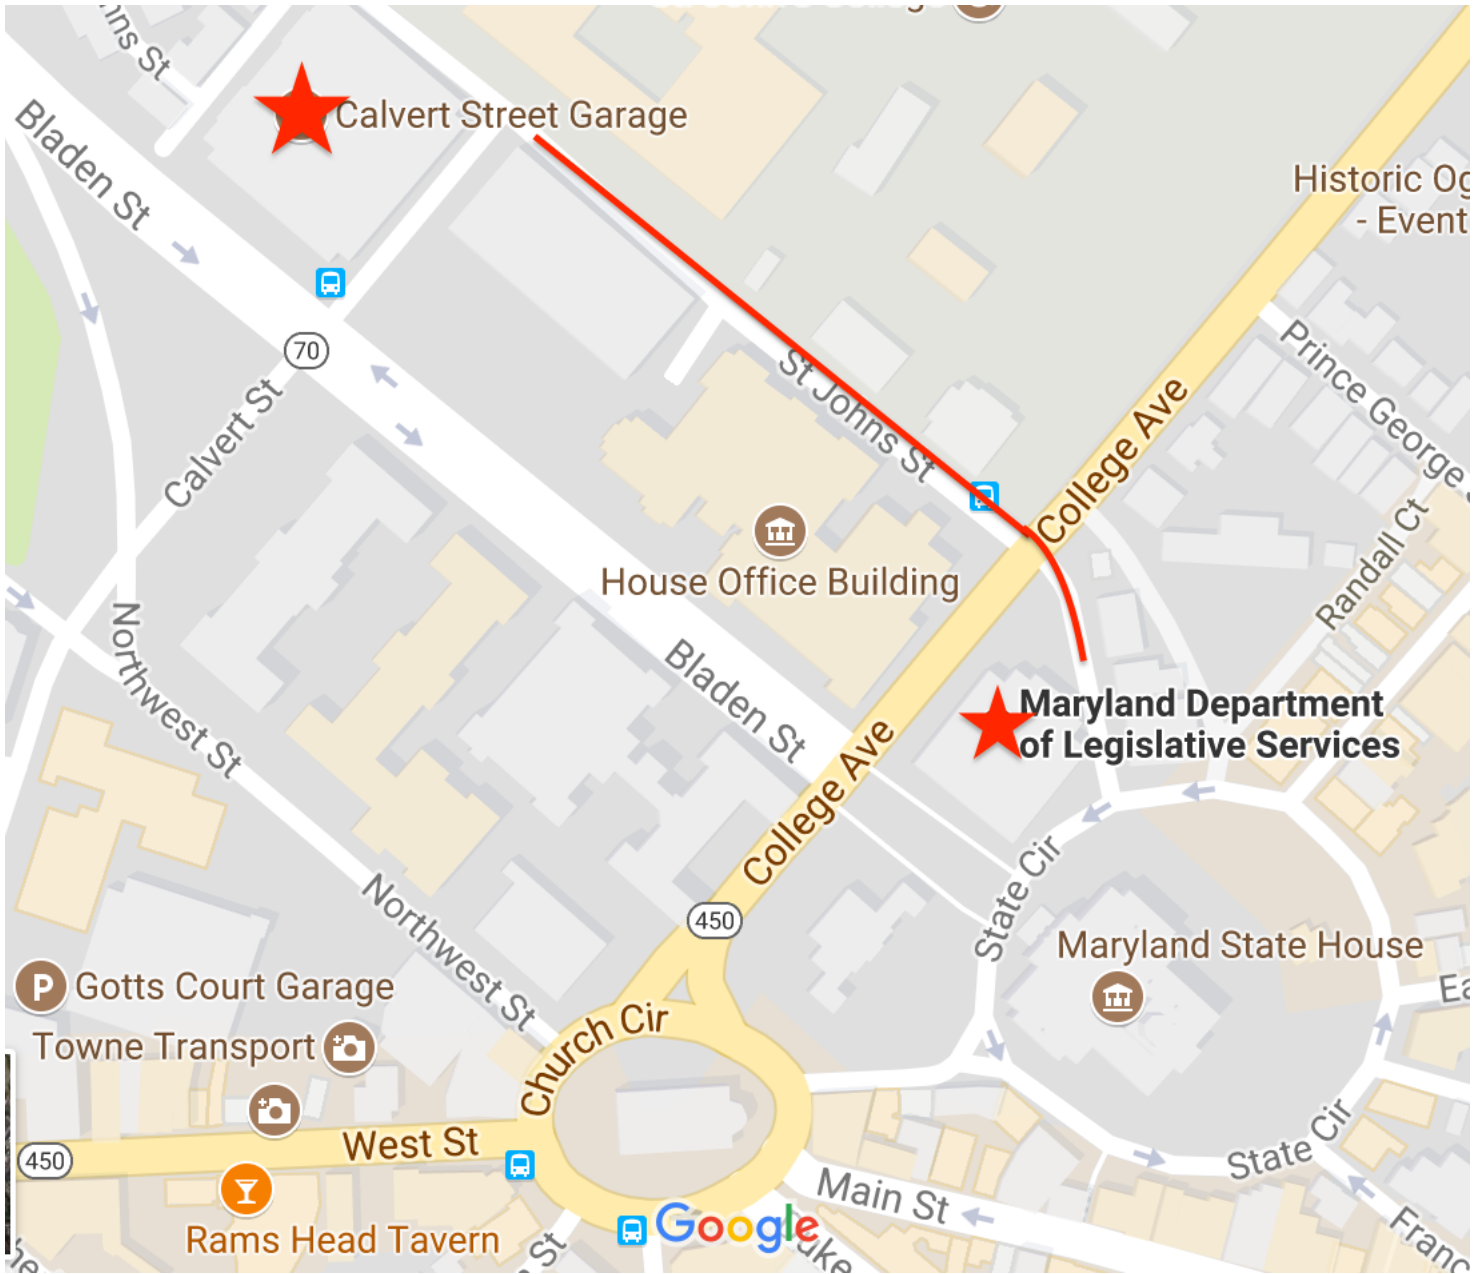 Calvert Street Garage
Bladen St
Historic
- Event
70
Calvert St
St Johns St
College Ave
Prince George
Randall Ct
House Office Building
Northwest St
Bladen St
Maryland Department
of Legislative Services
College Ave
State Cir
450
Northwest St
Maryland State House
P
Gotts Court Garage
Church Cir
Towne Transport
450
West St
State Cir
Main St
Rams Head Tavern
Google
St